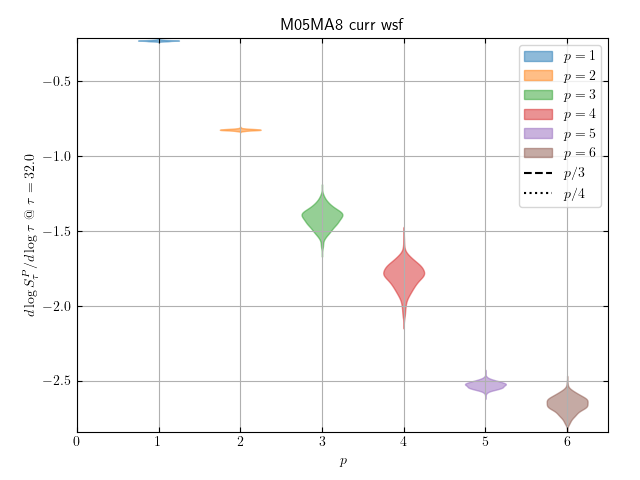 M05MA8 curr wsf
d log S_τ^P / d log τ @ τ = 32.0
−0.5
−1.0
−1.5
−2.0
−2.5
0 1 2 3 4 5 6
p
p = 1
p = 2
p = 3
p = 4
p = 5
p = 6
p/3
p/4